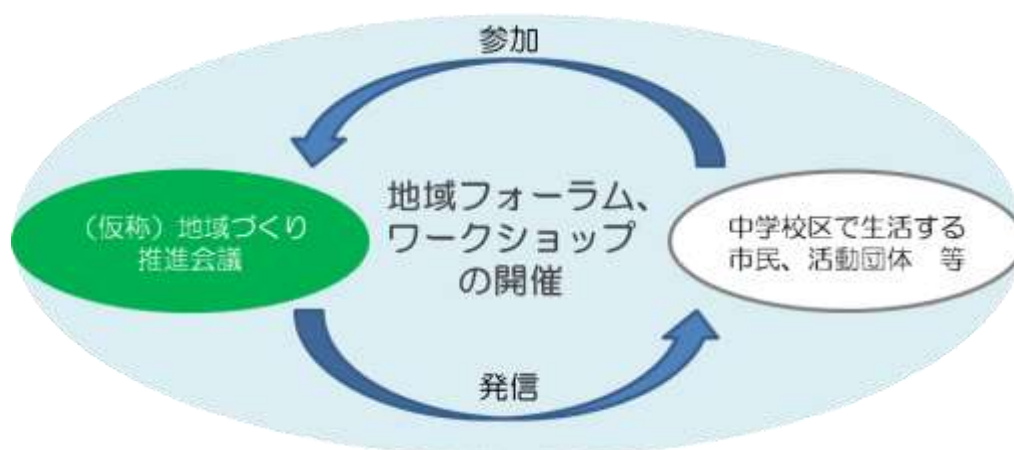 参加
（仮称）地域づくり
推進会議
地域フォーラム、
ワークショップ
の開催
中学校区で生活する
市民、活動団体　等
発信